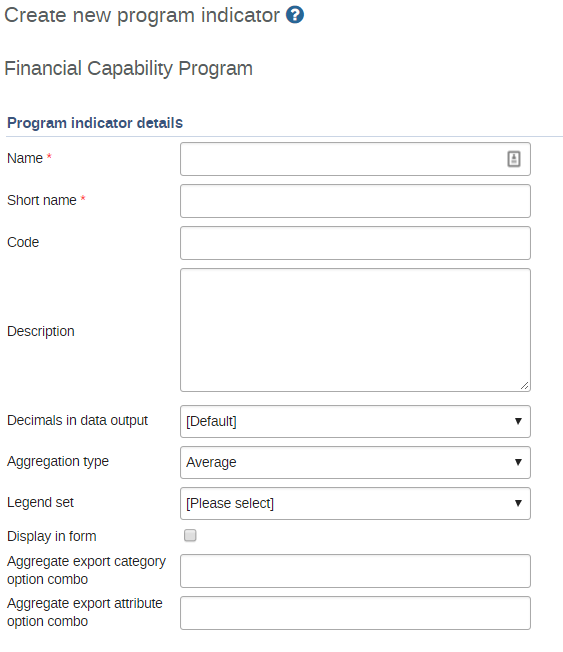 Create new program indicator ?
Financial Capability Program
Program indicator details
Name *
Short name *
Code
Description
Decimals in data output [Default]
Aggregation type Average
Legend set [Please select]
Display in form
Aggregate export category
option combo
Aggregate export attribute
option combo